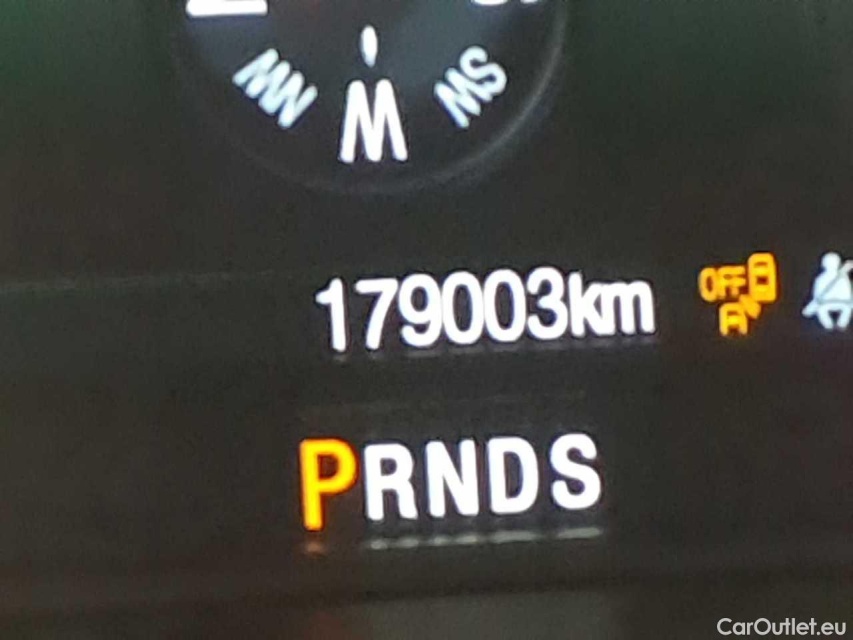 NW W SW
179003km
OFF
A
PRNDS
CarOutlet.eu